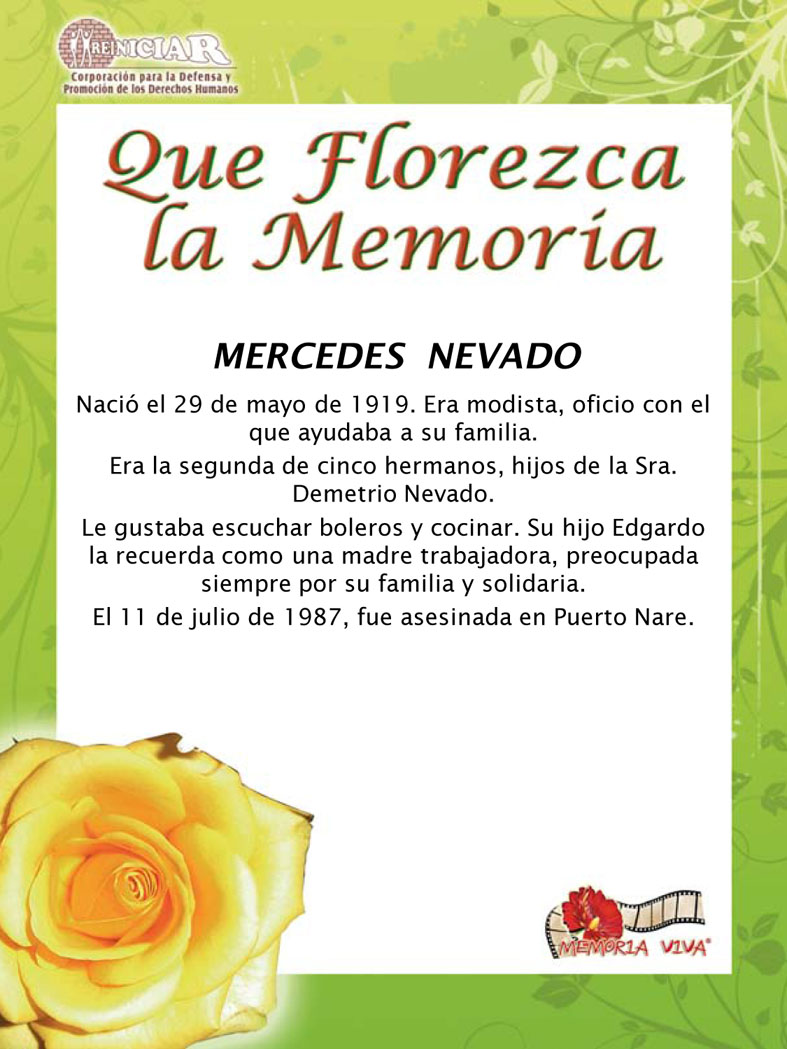 REINICIAR
Corporación para la Defensa y
Promoción de los Derechos Humanos
Que Florezca
la Memoria
MERCEDES NEVADO
Nació el 29 de mayo de 1919. Era modista, oficio con el
que ayudaba a su familia.
Era la segunda de cinco hermanos, hijos de la Sra.
Demetrio Nevado.
Le gustaba escuchar boleros y cocinar. Su hijo Edgardo
la recuerda como una madre trabajadora, preocupada
siempre por su familia y solidaria.
El 11 de julio de 1987, fue asesinada en Puerto Nare.
MEMORIA VIVA®